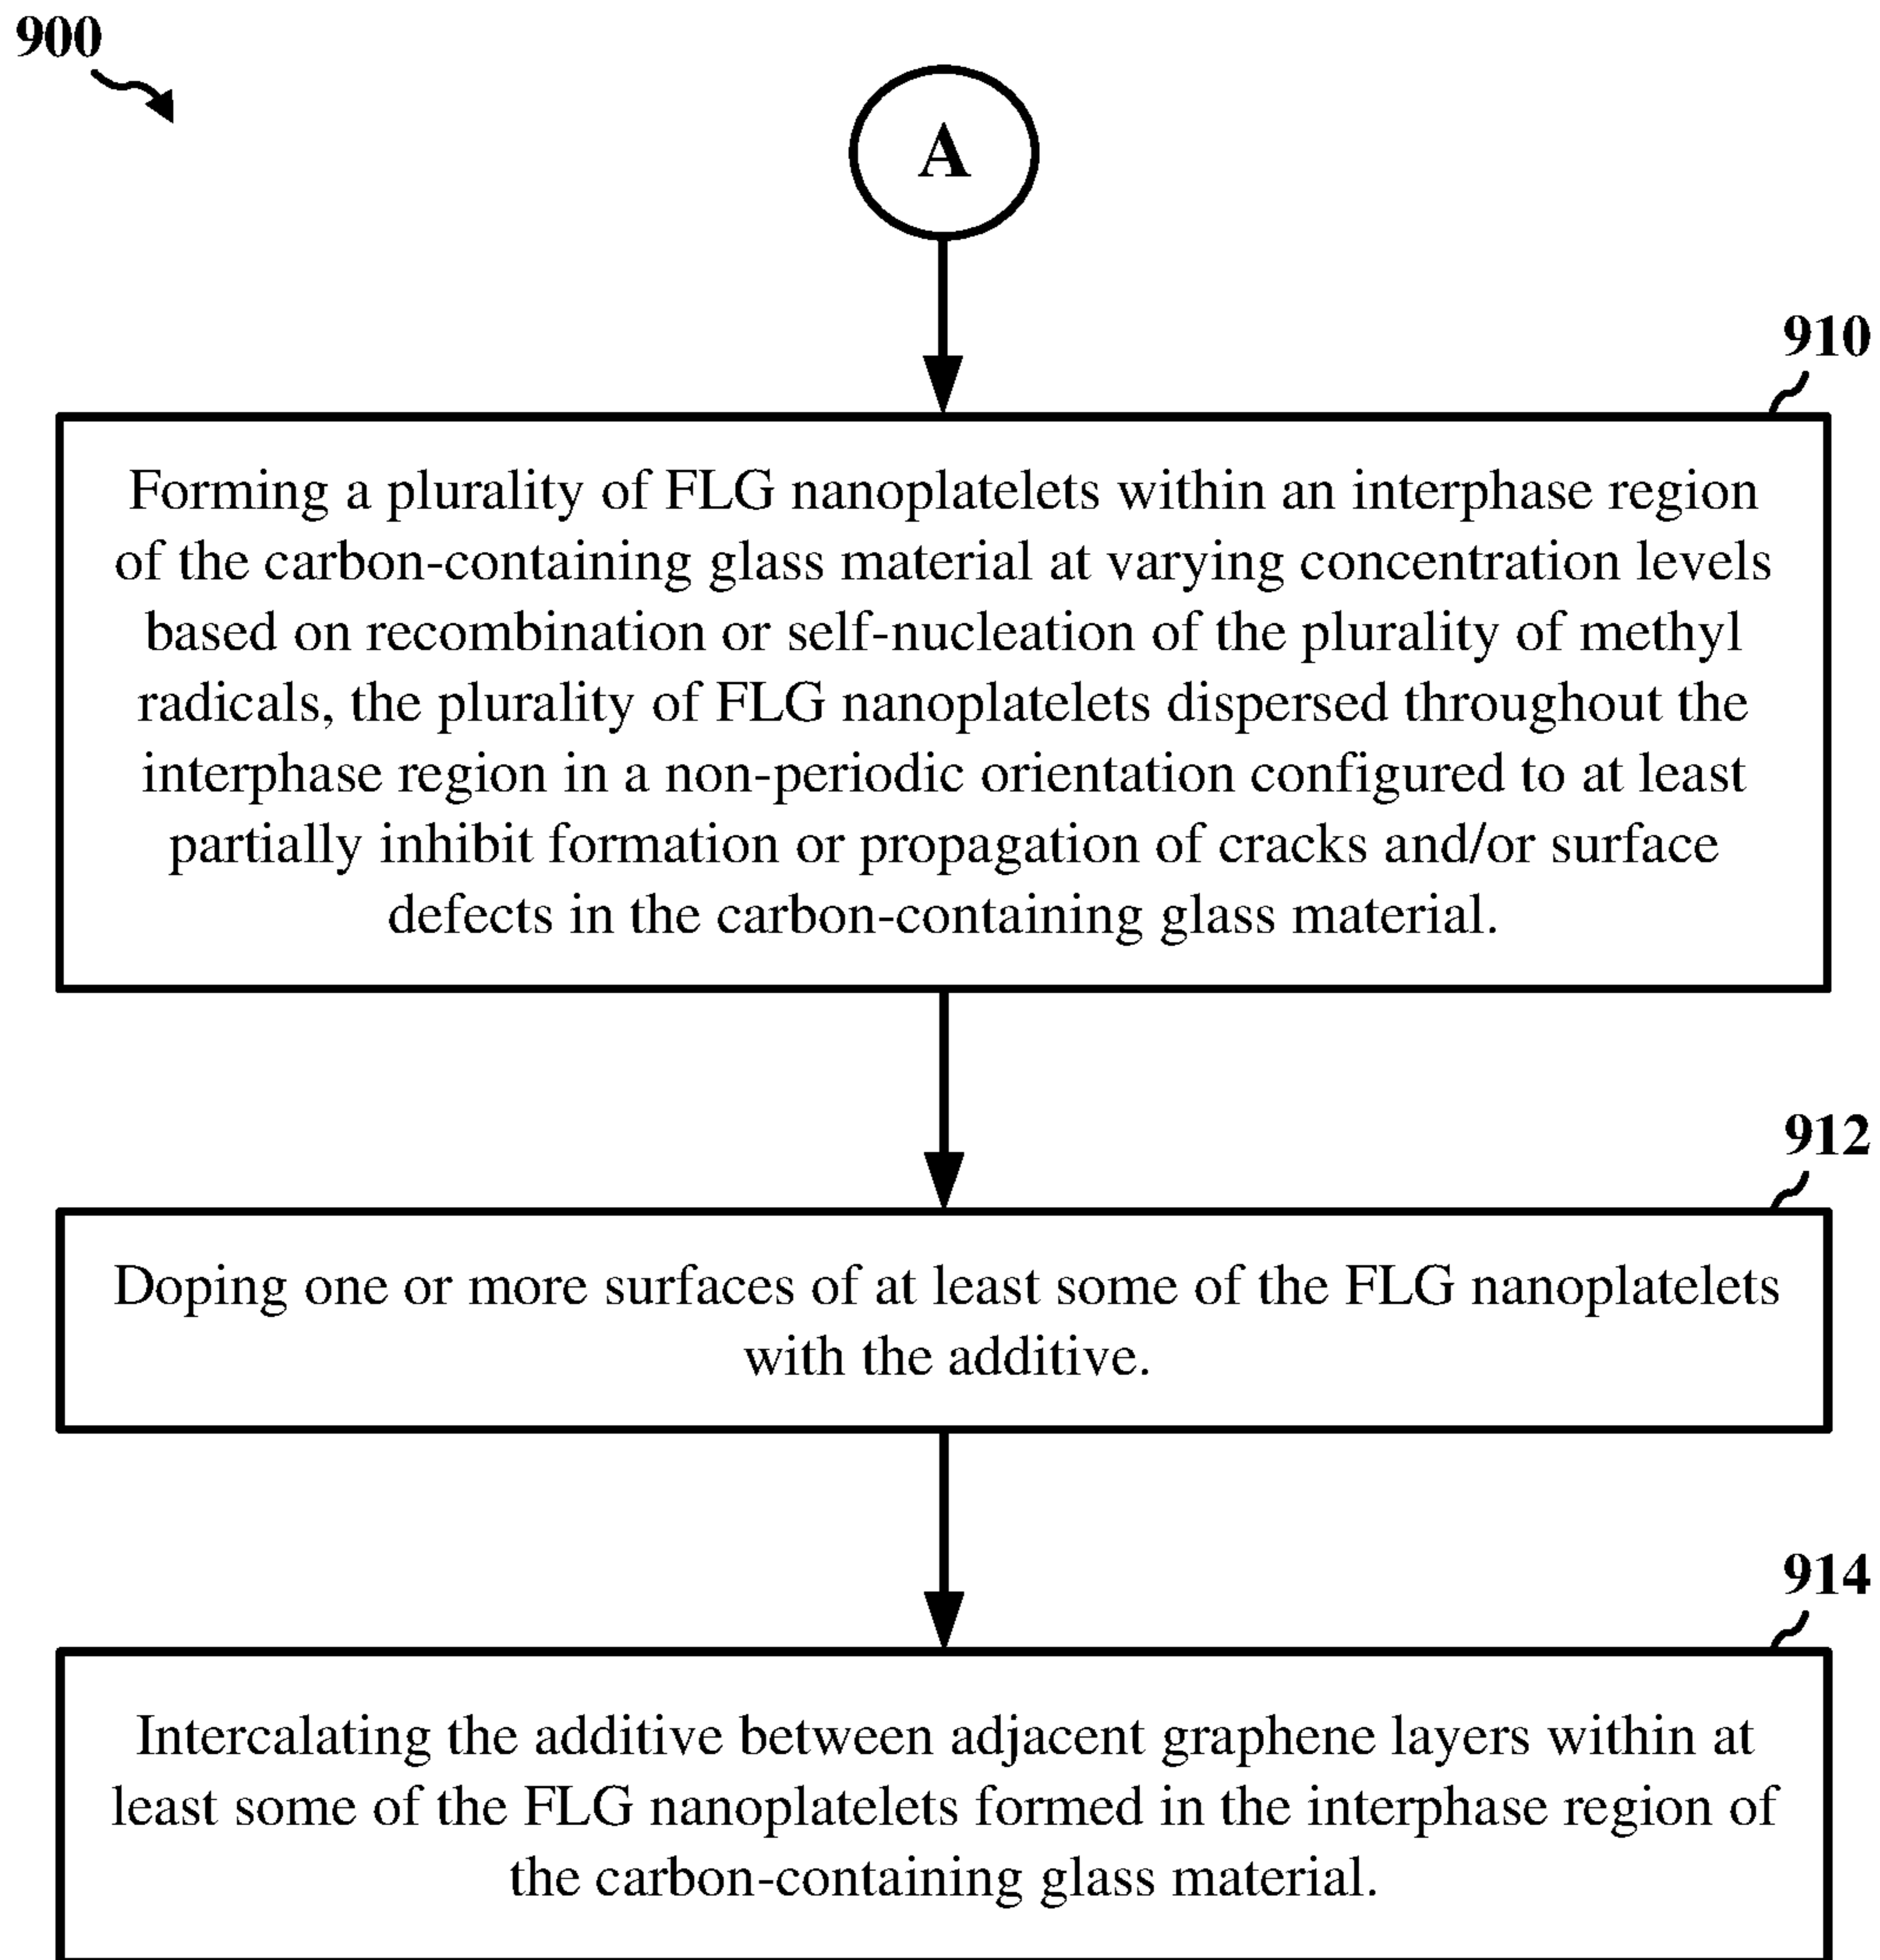 900
A
910
Forming a plurality of FLG nanoplatelets within an interphase region
of the carbon-containing glass material at varying concentration levels
based on recombination or self-nucleation of the plurality of methyl
radicals, the plurality of FLG nanoplatelets dispersed throughout the
interphase region in a non-periodic orientation configured to at least
partially inhibit formation or propagation of cracks and/or surface
defects in the carbon-containing glass material.
912
Doping one or more surfaces of at least some of the FLG nanoplatelets
with the additive.
914
Intercalating the additive between adjacent graphene layers within at
least some of the FLG nanoplatelets formed in the interphase region of
the carbon-containing glass material.